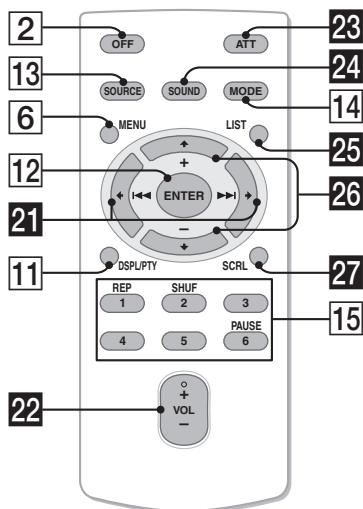 2 OFF ATT 23
13 SOURCE SOUND MODE 24
14
6 MENU LIST 25
12 + 26
21 ENTER
−
11 DSPL/PTY SCRL 27
REP SHUF
1 2 3 15
PAUSE
4 5 6
22 + VOL −